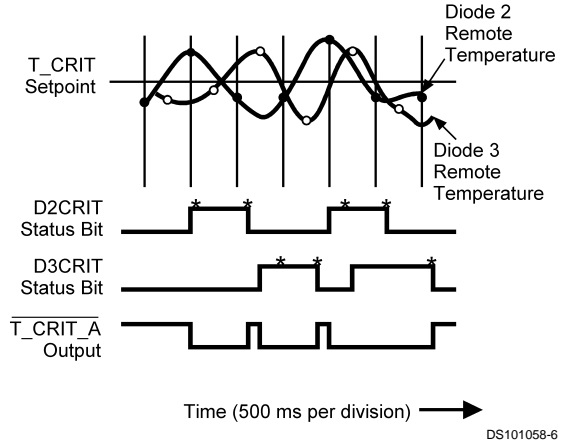 Diode 2
Remote
Temperature
T_CRIT
Setpoint
Diode 3
Remote
Temperature
D2CRIT
Status Bit
* * * *
D3CRIT
Status Bit
* * *
T_CRIT_A
Output
Time (500 ms per division)
DS101058-6